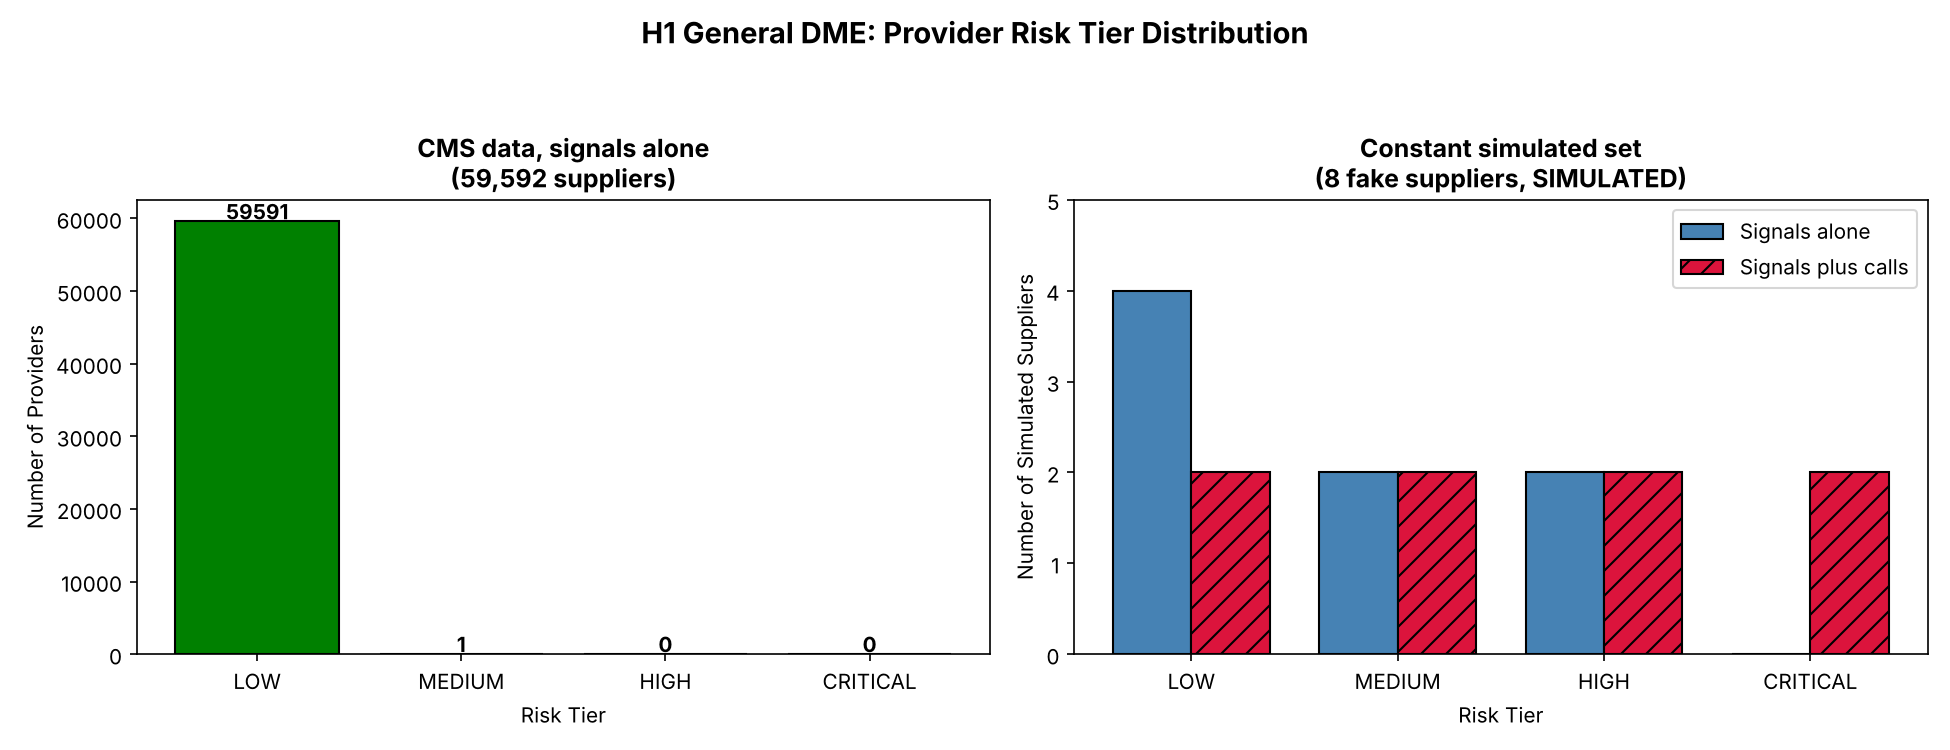 H1 General DME: Provider Risk Tier Distribution
CMS data, signals alone
(59,592 suppliers)
Number of Providers
60000
50000
40000
30000
20000
10000
0
59591
1
0
0
LOW
MEDIUM
HIGH
CRITICAL
Risk Tier
Constant simulated set
(8 fake suppliers, SIMULATED)
Number of Simulated Suppliers
5
4
3
2
1
0
Signals alone
Signals plus calls
LOW
MEDIUM
HIGH
CRITICAL
Risk Tier